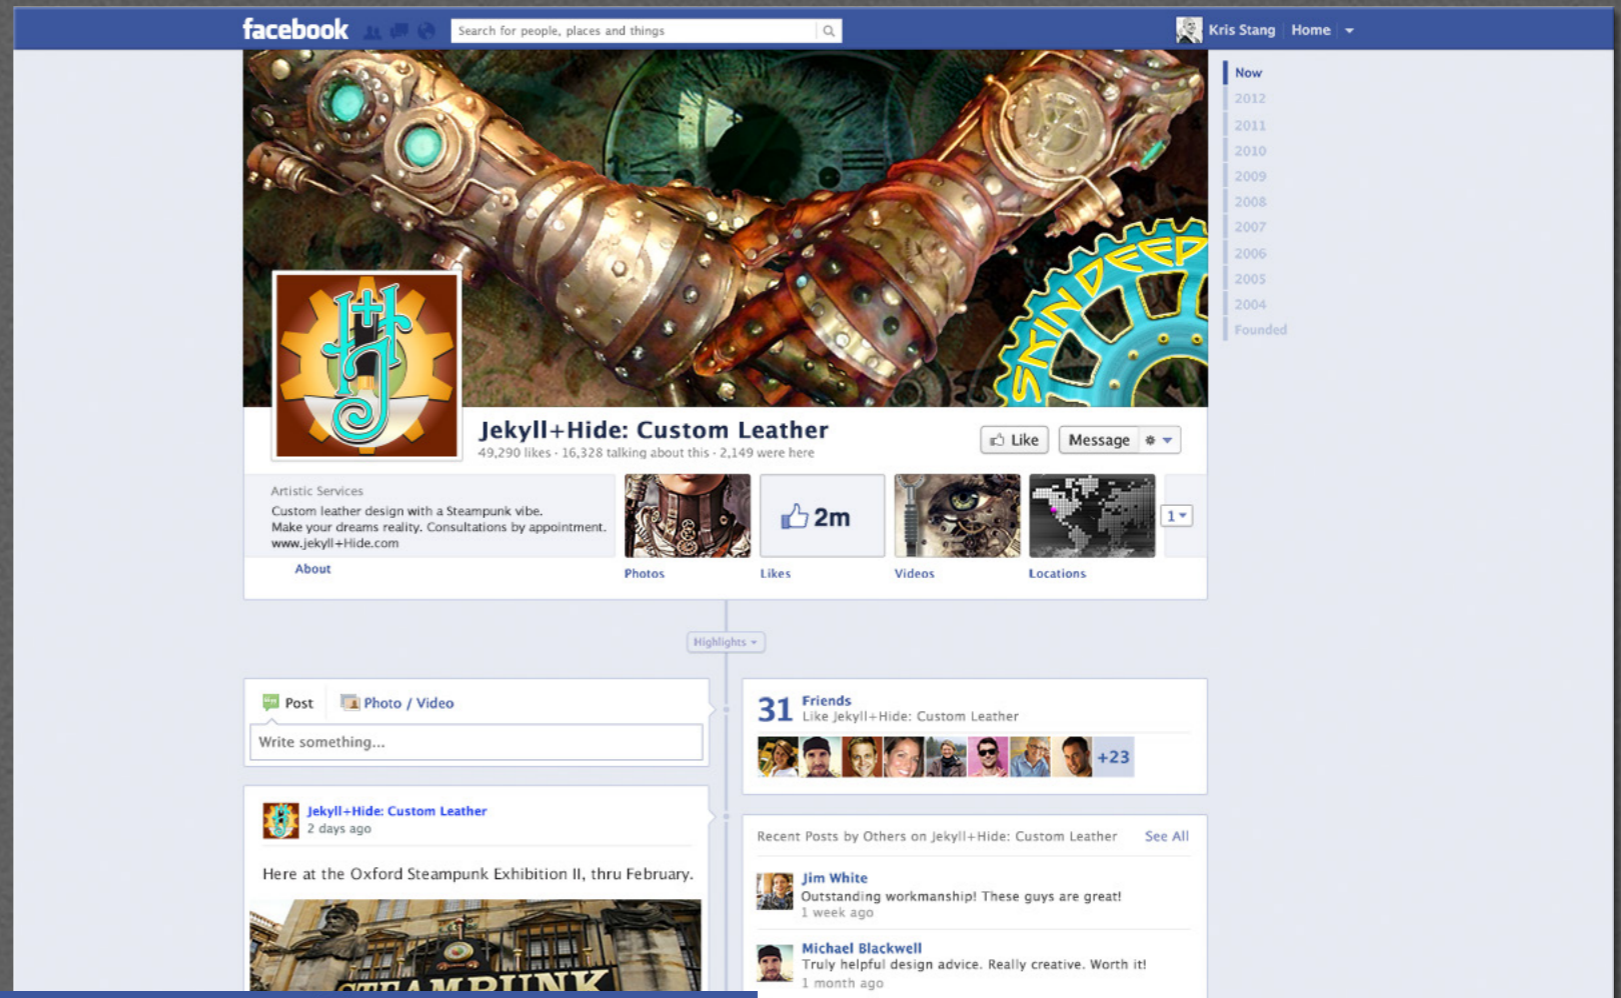 facebook
Search for people, places and things
Kris Stang
Home
Now
2012
2011
2010
2009
2008
2007
2006
2005
2004
Founded
SKIN DEEP
H+H
Jekyll+Hide: Custom Leather
49,290 likes · 16,328 talking about this · 2,149 were here
Like
Message
Artistic Services
Custom leather design with a Steampunk vibe.
Make your dreams reality. Consultations by appointment.
www.jekyll+Hide.com
About
Photos
2m
Likes
Videos
Locations
1
Highlights
Post
Photo / Video
Write something...
31
Friends
Like Jekyll+Hide: Custom Leather
+23
Jekyll+Hide: Custom Leather
2 days ago
Here at the Oxford Steampunk Exhibition II, thru February.
STEAMPUNK
Recent Posts by Others on Jekyll+Hide: Custom Leather
See All
Jim White
Outstanding workmanship! These guys are great!
1 week ago
Michael Blackwell
Truly helpful design advice. Really creative. Worth it!
1 month ago